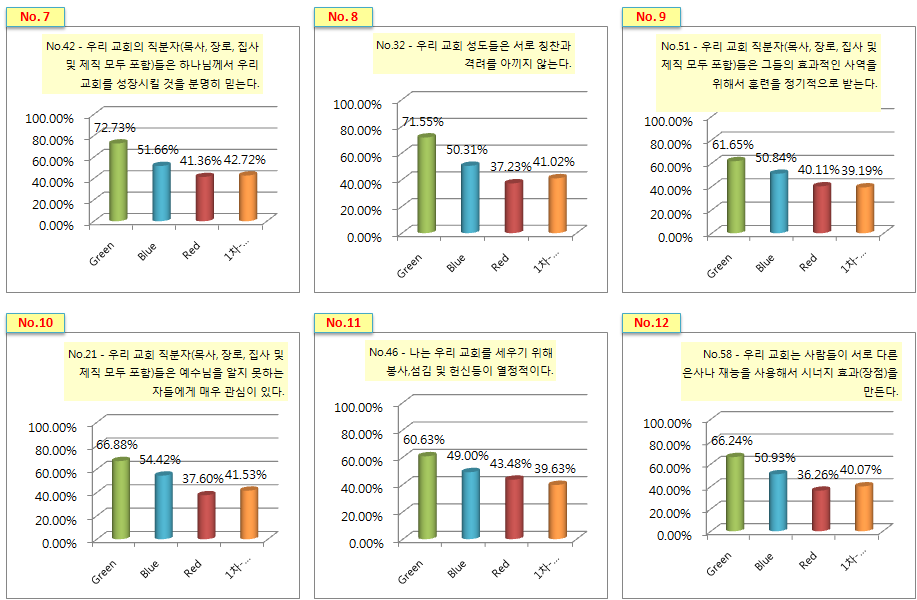 No. 7
No.42 - 우리 교회의 직분자(목사, 장로, 집사
및 제직 모두 포함)들은 하나님께서 우리
교회를 성장시킬 것을 분명히 믿는다.
100.00%
80.00%
60.00%
40.00%
20.00%
0.00%
72.73%
51.66%
41.36%
42.72%
Green
Blue
Red
1차-...
No. 8
No.32 - 우리 교회 성도들은 서로 칭찬과
격려를 아끼지 않는다.
100.00%
80.00%
60.00%
40.00%
20.00%
0.00%
71.55%
50.31%
37.23%
41.02%
Green
Blue
Red
1차-...
No. 9
No.51 - 우리 교회 직분자(목사, 장로, 집사 및
제직 모두 포함)들은 그들의 효과적인 사역을
위해서 훈련을 정기적으로 받는다.
100.00%
80.00%
60.00%
40.00%
20.00%
0.00%
61.65%
50.84%
40.11%
39.19%
Green
Blue
Red
1차-...
No.10
No.21 - 우리 교회 직분자(목사, 장로, 집사 및
제직 모두 포함)들은 예수님을 알지 못하는
자들에게 매우 관심이 있다.
100.00%
80.00%
60.00%
40.00%
20.00%
0.00%
66.88%
54.42%
37.60%
41.53%
Green
Blue
Red
1차-...
No.11
No.46 - 나는 우리 교회를 세우기 위해
봉사,섬김 및 헌신등이 열정적이다.
100.00%
80.00%
60.00%
40.00%
20.00%
0.00%
60.63%
49.00%
43.48%
39.63%
Green
Blue
Red
1차-...
No.12
No.58 - 우리 교회는 사람들이 서로 다른
은사나 재능을 사용해서 시너지 효과(장점)을
만든다.
100.00%
80.00%
60.00%
40.00%
20.00%
0.00%
66.24%
50.93%
36.26%
40.07%
Green
Blue
Red
1차-...